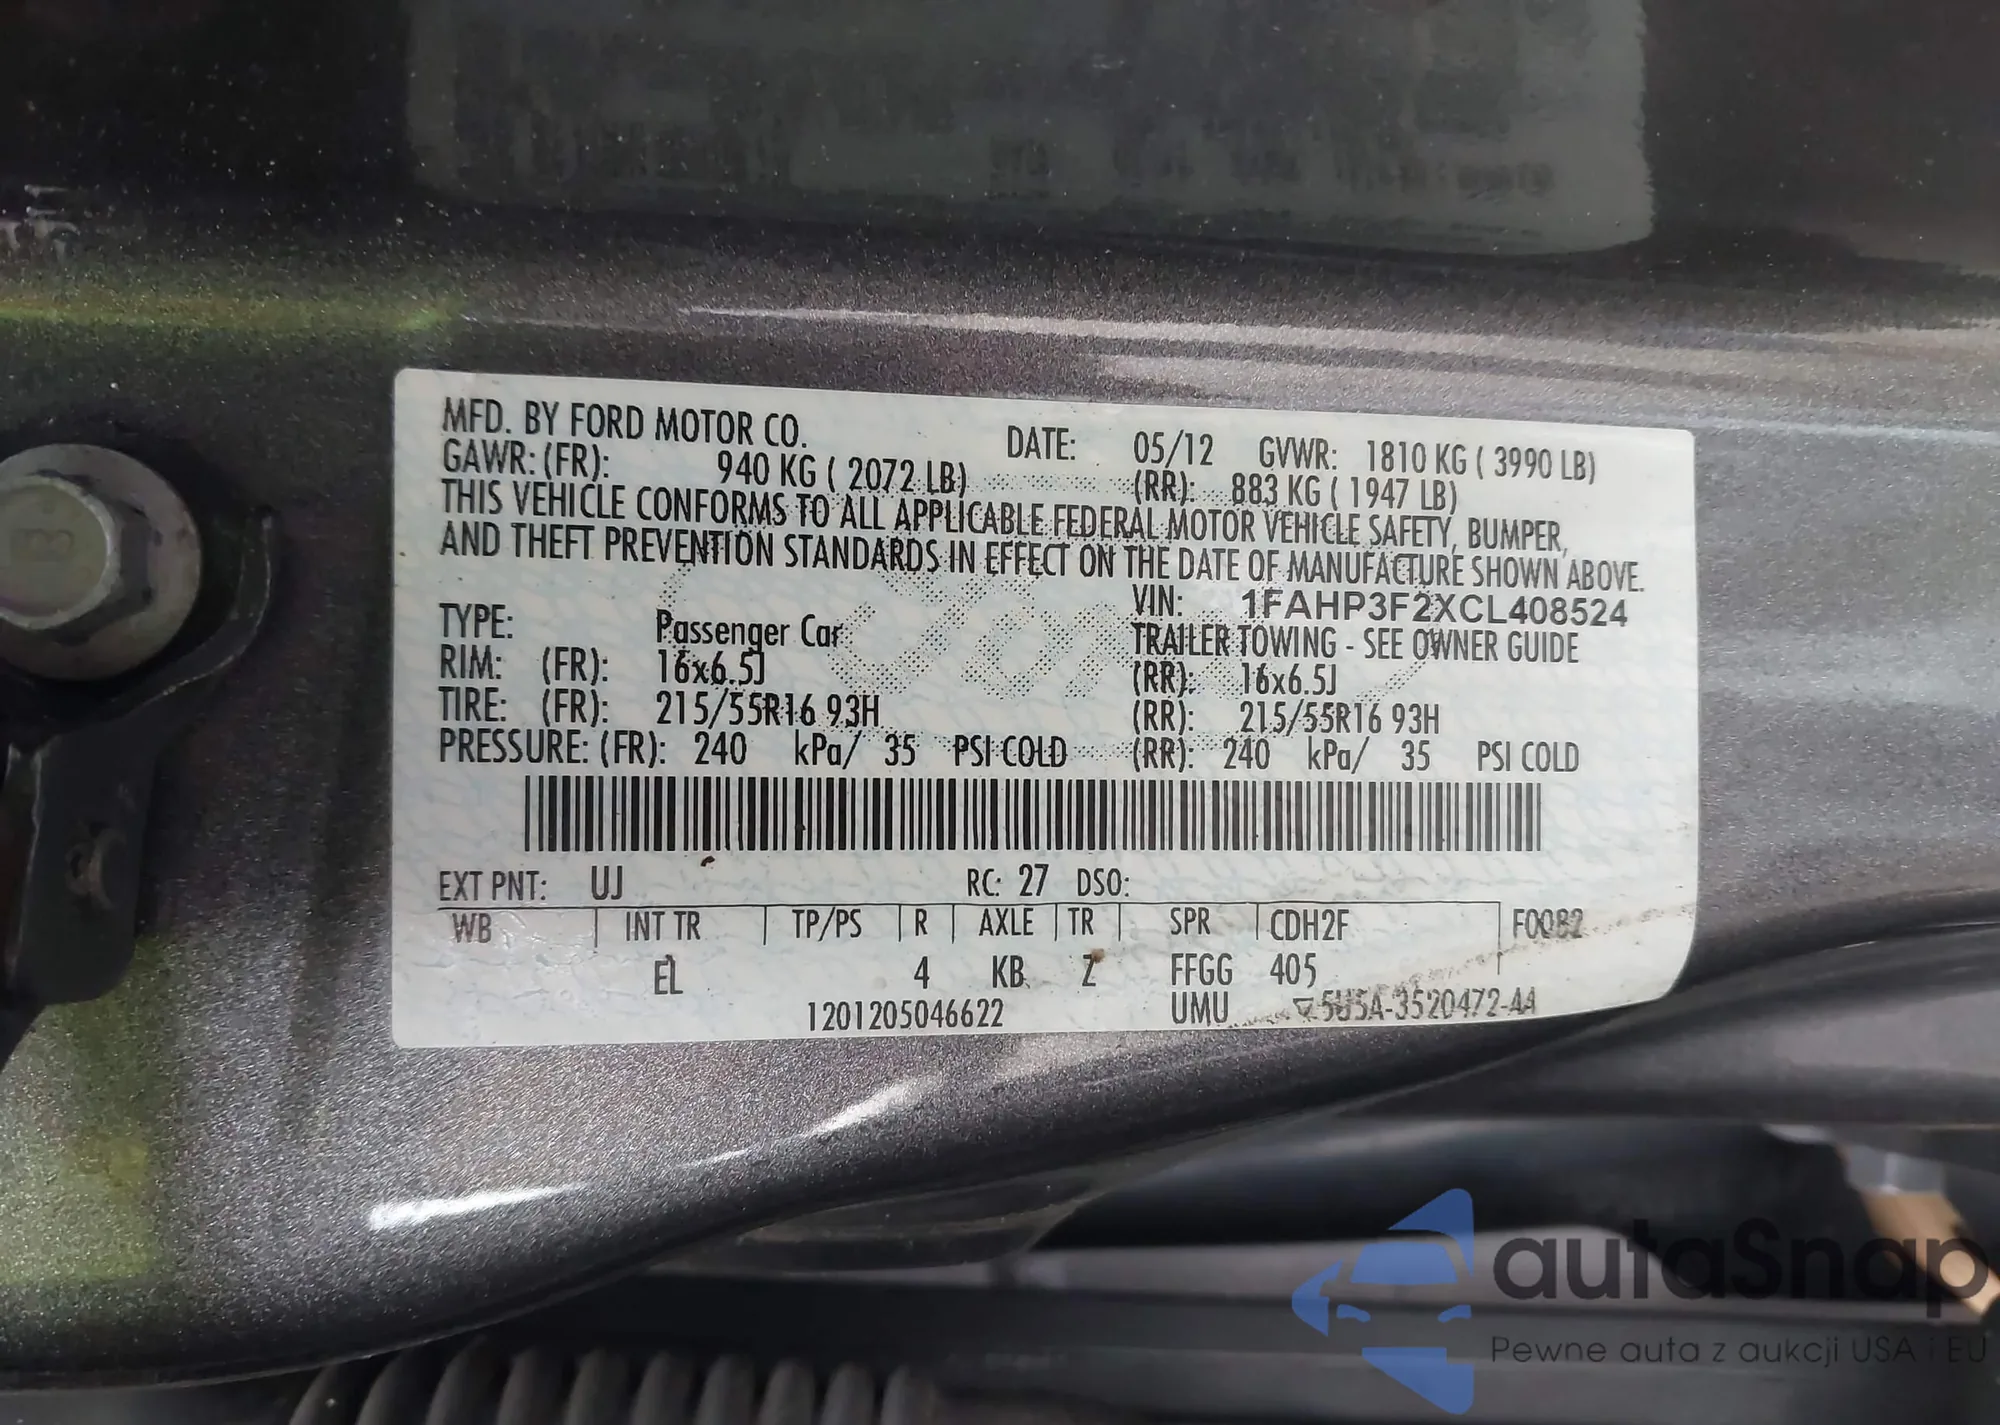 MFD. BY FORD MOTOR CO. DATE: 05/12 GVWR: 1810 KG ( 3990 LB)
GAWR: (FR): 940 KG ( 2072 LB) (RR): 883 KG ( 1947 LB)
THIS VEHICLE CONFORMS TO ALL APPLICABLE FEDERAL MOTOR VEHICLE SAFETY, BUMPER,
AND THEFT PREVENTION STANDARDS IN EFFECT ON THE DATE OF MANUFACTURE SHOWN ABOVE.
VIN: 1FAHP3F2XCL408524
TYPE: Passenger Car TRAILER TOWING - SEE OWNER GUIDE
RIM: (FR): 16x6.5J (RR): 16x6.5J
TIRE: (FR): 215/55R16 93H (RR): 215/55R16 93H
PRESSURE: (FR): 240 kPa/ 35 PSI COLD (RR): 240 kPa/ 35 PSI COLD
EXT PNT: UJ RC: 27 DSO:
WB INT TR TP/PS R AXLE TR SPR CDH2F F0082
EL 4 KB Z FFGG 405
1201205046622 UMU 5U5A-3520472-AA
autaSnap
Pewne auta z aukcji USA i EU